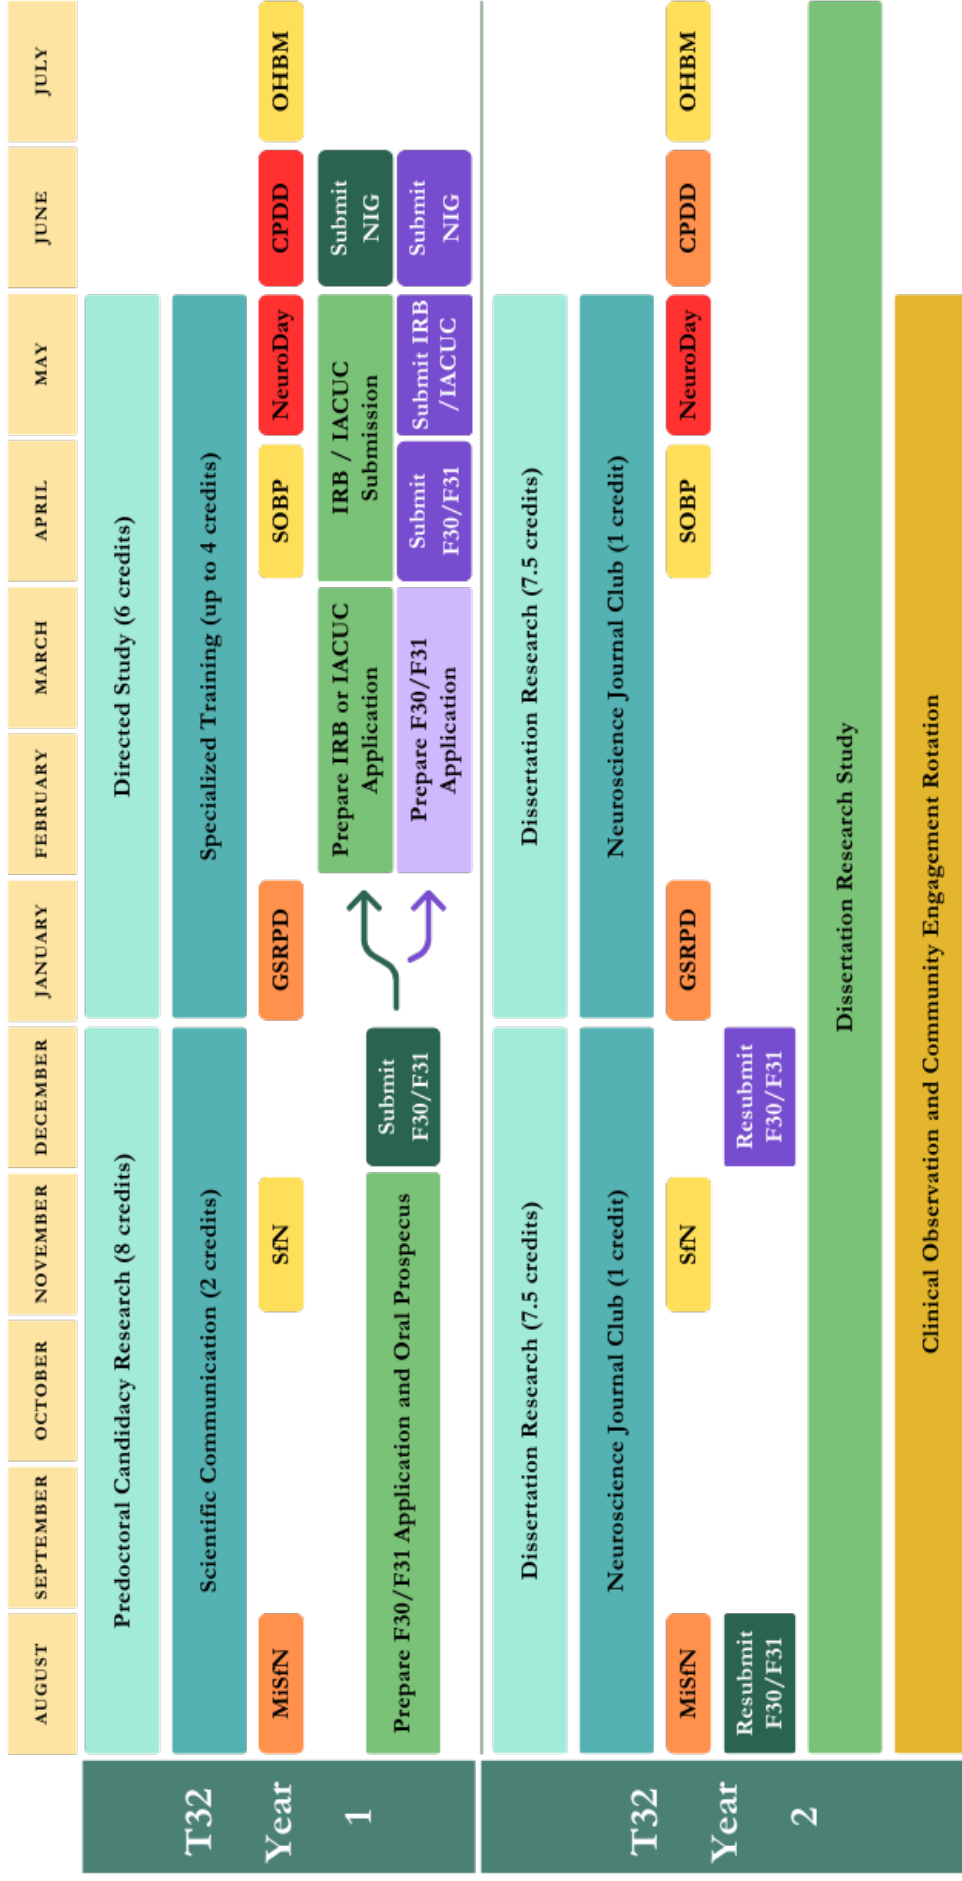 AUGUST
SEPTEMBER
OCTOBER
NOVEMBER
DECEMBER
JANUARY
FEBRUARY
MARCH
APRIL
MAY
JUNE
JULY
T32
Year
1
Predoctoral Candidacy Research (8 credits)
Directed Study (6 credits)
Scientific Communication (2 credits)
Specialized Training (up to 4 credits)
MiSfN
SfN
GSRPD
SOBP
NeuroDay
CPDD
OHBM
Prepare F30/F31 Application and Oral Prospecus
Submit
F30/F31
Prepare IRB or IACUC
Application
IRB / IACUC
Submission
Submit
NIG
Prepare F30/F31
Application
Submit
F30/F31
Submit IRB
/IACUC
Submit
NIG
T32
Year
2
Dissertation Research (7.5 credits)
Dissertation Research (7.5 credits)
Neuroscience Journal Club (1 credit)
Neuroscience Journal Club (1 credit)
MiSfN
SfN
GSRPD
SOBP
NeuroDay
CPDD
OHBM
Resubmit
F30/F31
Resubmit
F30/F31
Dissertation Research Study
Clinical Observation and Community Engagement Rotation